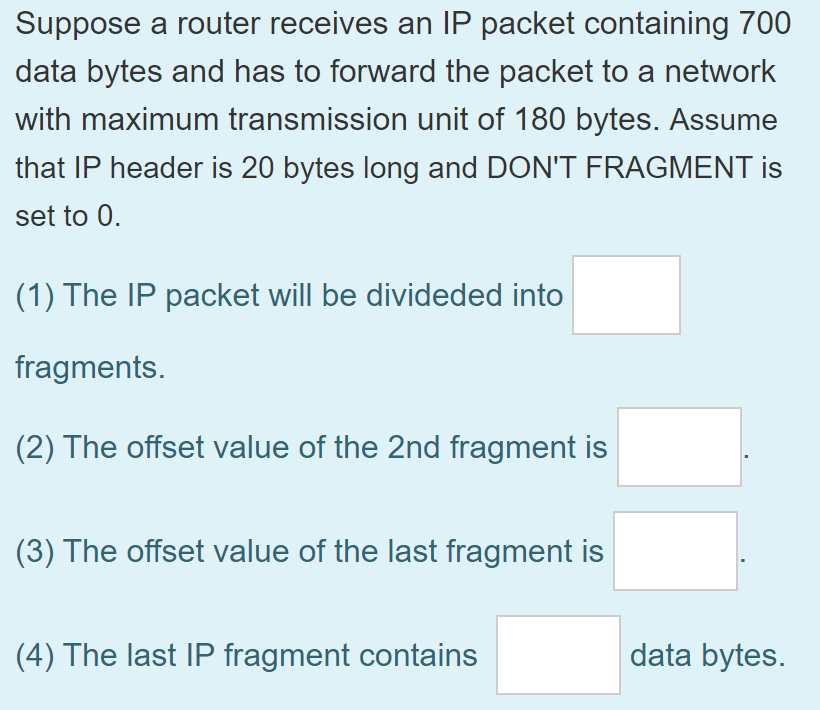 Suppose a router receives an IP packet containing 700
data bytes and has to forward the packet to a network
with maximum transmission unit of 180 bytes. Assume
that IP header is 20 bytes long and DON'T FRAGMENT is
set to 0.
(1) The IP packet will be divideded into
fragments.
(2) The offset value of the 2nd fragment is .
(3) The offset value of the last fragment is .
(4) The last IP fragment contains data bytes.